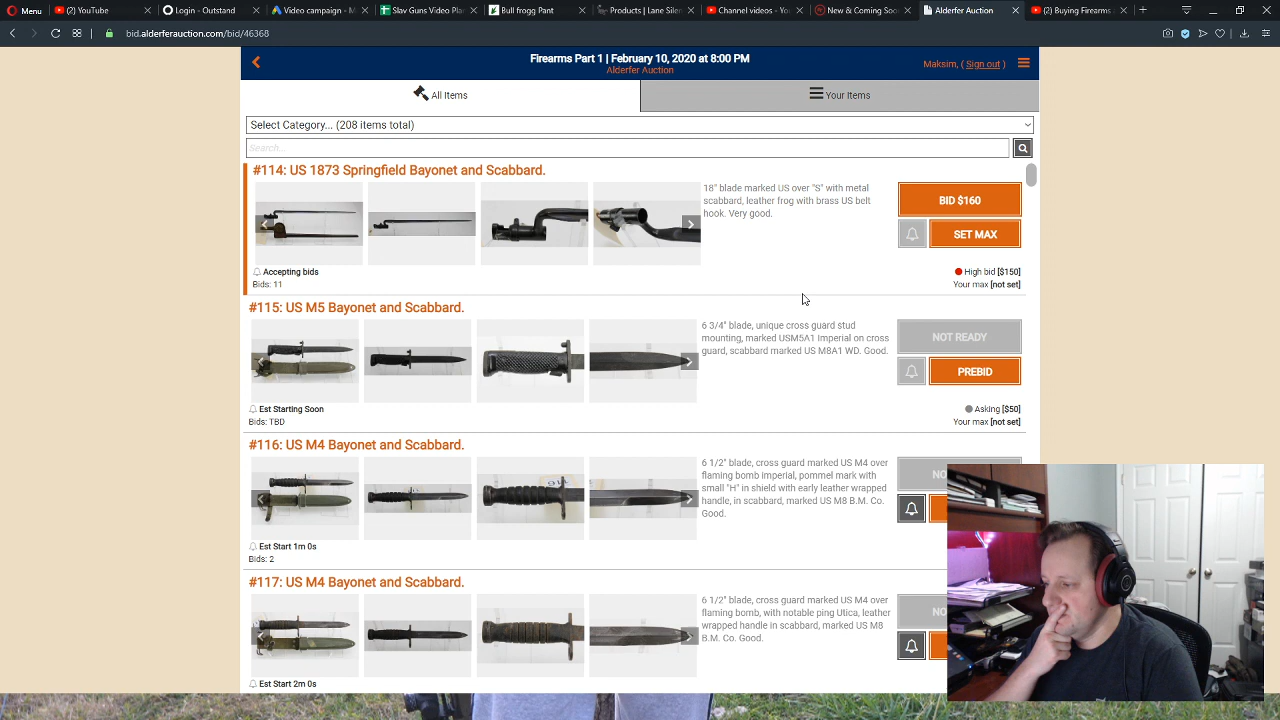 Menu
(2) YouTube
Login - Outstand
Video campaign - M
Slav Guns Video Plan
Bull frogg Pant
Products | Lane Silen
Channel videos - Yo
New & Coming Soo
Alderfer Auction
(2) Buying Firearms
bid.alderferauction.com/bid/46368
Firearms Part 1 | February 10, 2020 at 8:00 PM
Alderfer Auction
Maksim, ( Sign out )
All Items
Your Items
Select Category... (208 items total)
Search...
#114: US 1873 Springfield Bayonet and Scabbard.
18" blade marked US over "S" with metal
scabbard, leather frog with brass US belt
hook. Very good.
BID $160
SET MAX
Accepting bids
Bids: 11
High bid [$150]
Your max [not set]
#115: US M5 Bayonet and Scabbard.
6 3/4" blade, unique cross guard stud
mounting, marked USM5A1 Imperial on cross
guard, scabbard marked US M8A1 WD. Good.
NOT READY
PREBID
Est Starting Soon
Bids: TBD
Asking [$50]
Your max [not set]
#116: US M4 Bayonet and Scabbard.
6 1/2" blade, cross guard marked US M4 over
flaming bomb imperial, pommel mark with
small "H" in shield with early leather wrapped
handle, in scabbard, marked US M8 B.M. Co.
Good.
NO
Est Start 1m 0s
Bids: 2
#117: US M4 Bayonet and Scabbard.
6 1/2" blade, cross guard marked US M4 over
flaming bomb, with notable ping Utica, leather
wrapped handle in scabbard, marked US M8
B.M. Co. Good.
NO
Est Start 2m 0s